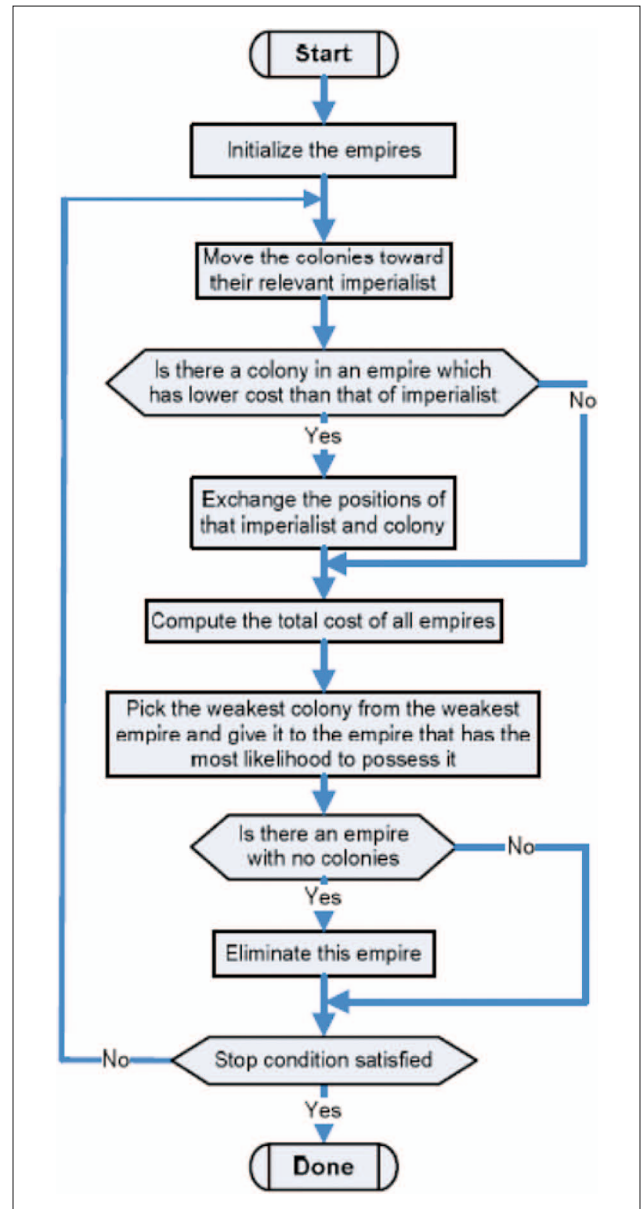 Start
Initialize the empires
Move the colonies toward
their relevant imperialist
Is there a colony in an empire which
has lower cost than that of imperialist
No
Yes
Exchange the positions of
that imperialist and colony
Compute the total cost of all empires
Pick the weakest colony from the weakest
empire and give it to the empire that has the
most likelihood to possess it
Is there an empire
with no colonies
No
Yes
Eliminate this empire
No
Stop condition satisfied
Yes
Done